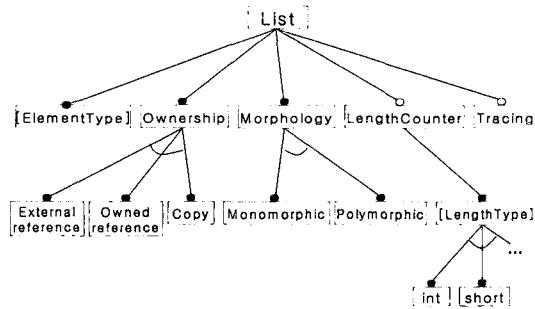 List
[ElementType] Ownership Morphology [LengthCounter Tracing
External reference Owned reference Copy Monomorphic Polymorphic [LengthType]
...
int short